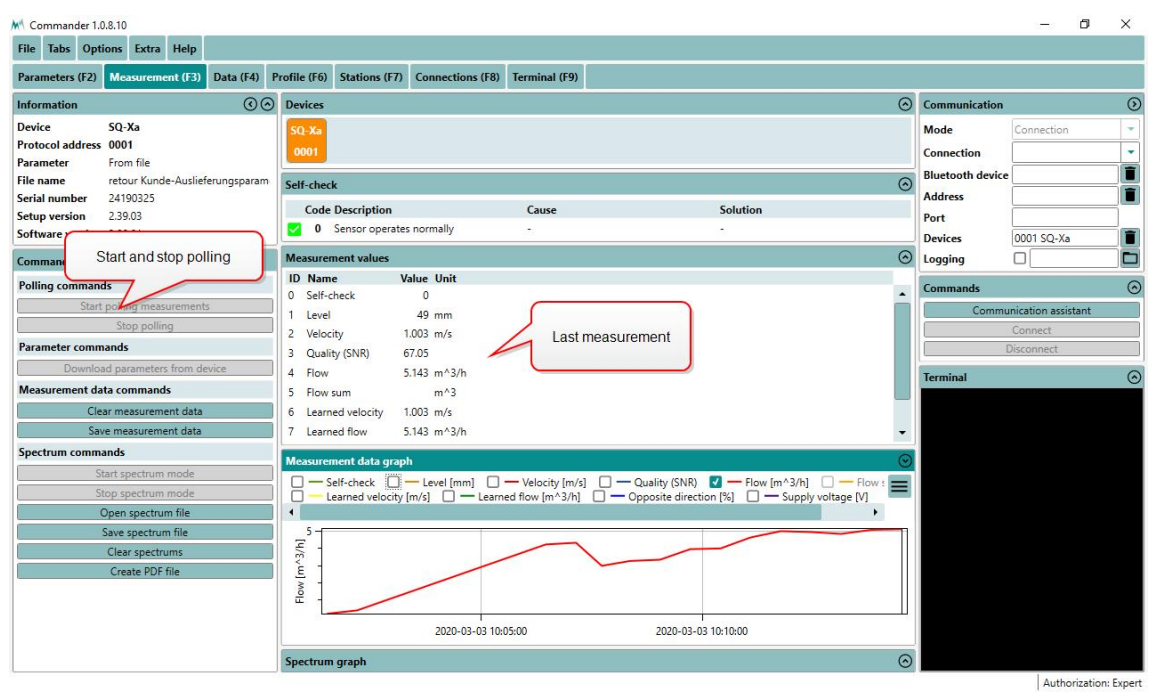 Commander 1.0.8.10
File Tabs Options Extra Help
Parameters (F2) Measurement (F3) Data (F4) Profile (F6) Stations (F7) Connections (F8) Terminal (F9)
Information
Device SQ-Xa
Protocol address 0001
Parameter From file
File name retour Kunde-Auslieferungsparam
Serial number 24190325
Setup version 2.39.03
Software
Start and stop polling
Comman
Polling commands
Start polling measurements
Stop polling
Parameter commands
Download parameters from device
Measurement data commands
Clear measurement data
Save measurement data
Spectrum commands
Start spectrum mode
Stop spectrum mode
Open spectrum file
Save spectrum file
Clear spectrums
Create PDF file
Devices
SQ-Xa
0001
Self-check
Code Description Cause Solution
0 Sensor operates normally - -
Measurement values
ID Name Value Unit
0 Self-check 0
1 Level 49 mm
2 Velocity 1.003 m/s
3 Quality (SNR) 67.05
4 Flow 5.143 m^3/h
5 Flow sum m^3
6 Learned velocity 1.003 m/s
7 Learned flow 5.143 m^3/h
Last measurement
Measurement data graph
Self-check Level [mm] Velocity [m/s] Quality (SNR) Flow [m^3/h] Flow s
Learned velocity [m/s] Learned flow [m^3/h] Opposite direction [%] Supply voltage [V]
5
Flow [m^3/h]
2020-03-03 10:05:00 2020-03-03 10:10:00
Spectrum graph
Communication
Mode Connection
Connection
Bluetooth device
Address
Port
Devices 0001 SQ-Xa
Logging
Commands
Communication assistant
Connect
Disconnect
Terminal
Authorization: Expert